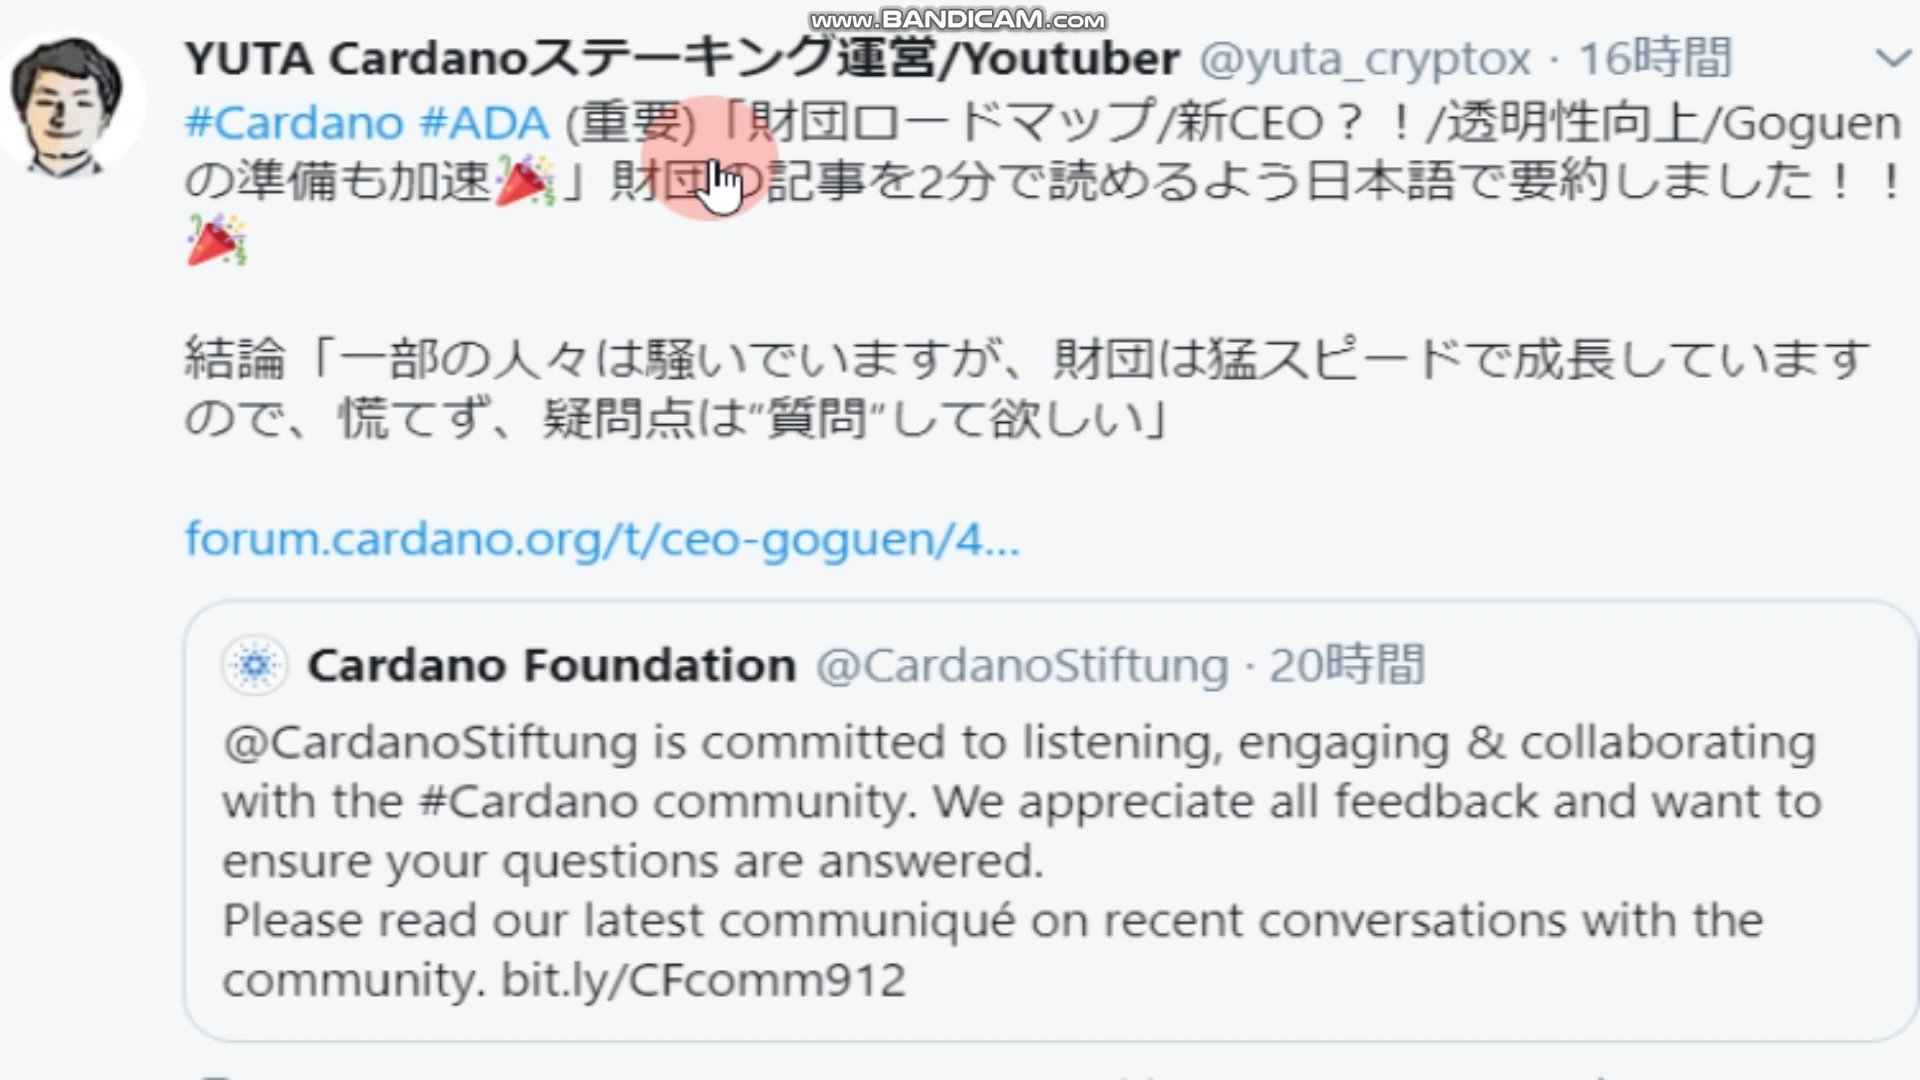 www.BANDICAM.com
YUTA Cardanoステーキング運営/Youtuber @yuta_cryptox · 16時間
#Cardano #ADA (重要)「財団ロードマップ/新CEO？！/透明性向上/Goguen
の準備も加速🎉」財団の記事を2分で読めるよう日本語で要約しました！！
🎉
結論「一部の人々は騒いでいますが、財団は猛スピードで成長しています
ので、慌てず、疑問点は”質問”して欲しい」
forum.cardano.org/t/ceo-goguen/4...
Cardano Foundation @CardanoStiftung · 20時間
@CardanoStiftung is committed to listening, engaging & collaborating
with the #Cardano community. We appreciate all feedback and want to
ensure your questions are answered.
Please read our latest communiqué on recent conversations with the
community. bit.ly/CFcomm912